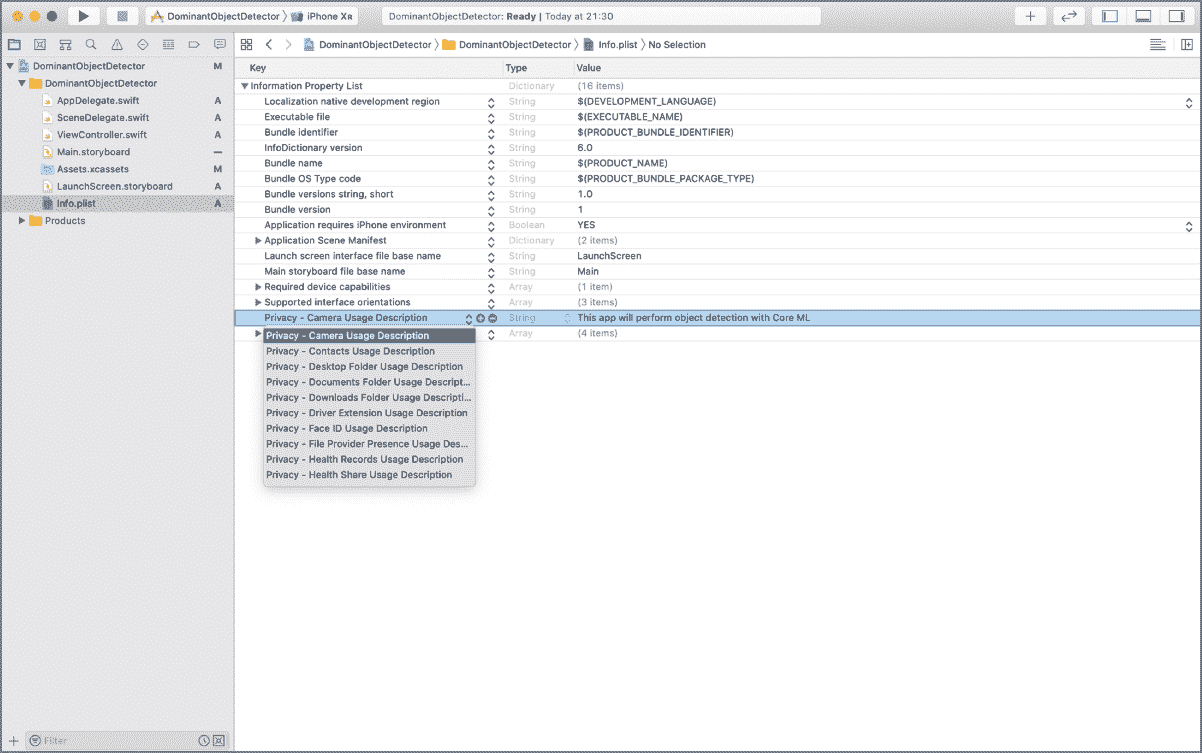 DominantObjectDetector iPhone XR
DominantObjectDetector: Ready | Today at 21:30
DominantObjectDetector DominantObjectDetector Info.plist No Selection
DominantObjectDetector M
DominantObjectDetector
AppDelegate.swift A
SceneDelegate.swift A
ViewController.swift A
Main.storyboard —
Assets.xcassets M
LaunchScreen.storyboard A
Info.plist A
Products
Key Type Value
Information Property List Dictionary (16 items)
Localization native development region String $(DEVELOPMENT_LANGUAGE)
Executable file String $(EXECUTABLE_NAME)
Bundle identifier String $(PRODUCT_BUNDLE_IDENTIFIER)
InfoDictionary version String 6.0
Bundle name String $(PRODUCT_NAME)
Bundle OS Type code String $(PRODUCT_BUNDLE_PACKAGE_TYPE)
Bundle versions string, short String 1.0
Bundle version String 1
Application requires iPhone environment Boolean YES
Application Scene Manifest Dictionary (2 items)
Launch screen interface file base name String LaunchScreen
Main storyboard file base name String Main
Required device capabilities Array (1 item)
Supported interface orientations Array (3 items)
Privacy - Camera Usage Description String This app will perform object detection with Core ML
Array (4 items)
Privacy - Camera Usage Description
Privacy - Contacts Usage Description
Privacy - Desktop Folder Usage Description
Privacy - Documents Folder Usage Descript...
Privacy - Downloads Folder Usage Descripti...
Privacy - Driver Extension Usage Description
Privacy - Face ID Usage Description
Privacy - File Provider Presence Usage Des...
Privacy - Health Records Usage Description
Privacy - Health Share Usage Description
Filter